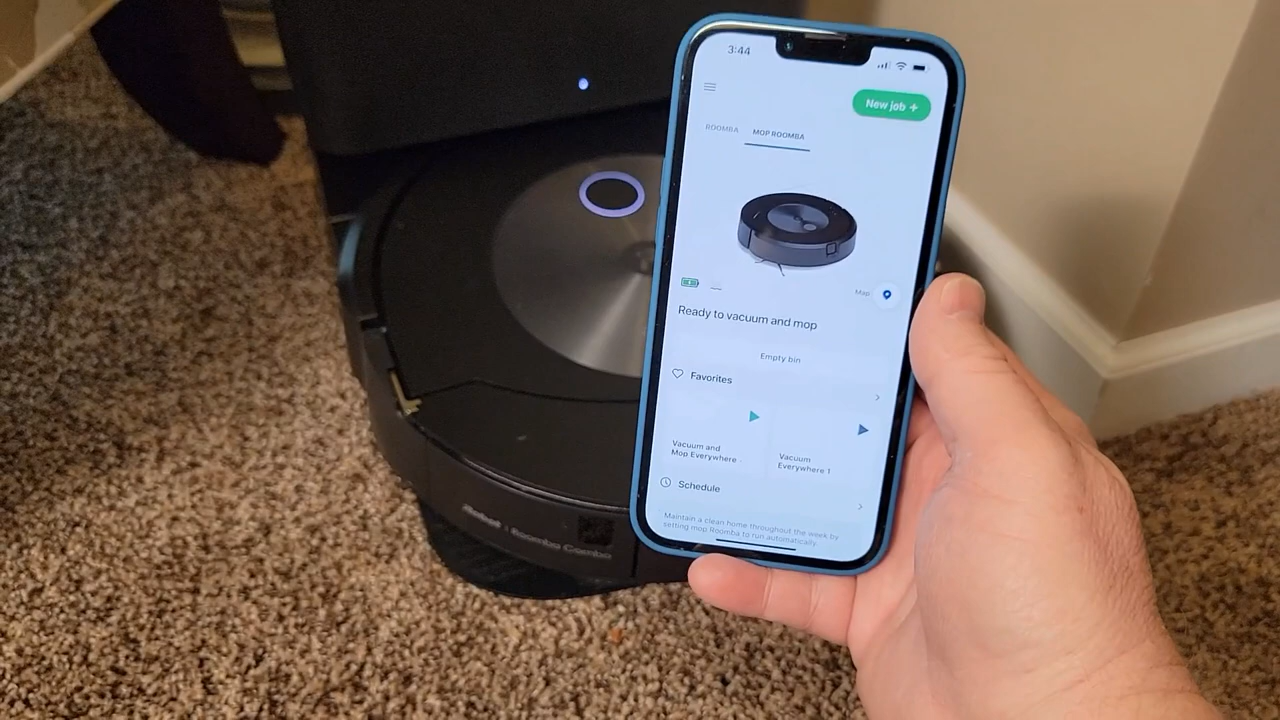 3:44
New job +
ROOMBA
MOP ROOMBA
Map
Ready to vacuum and mop
Empty bin
Favorites
Vacuum and
Mop Everywhere
Vacuum
Everywhere 1
Schedule
Maintain a clean home throughout the week by
setting mop Roomba to run automatically.
iRobot Roomba Combo